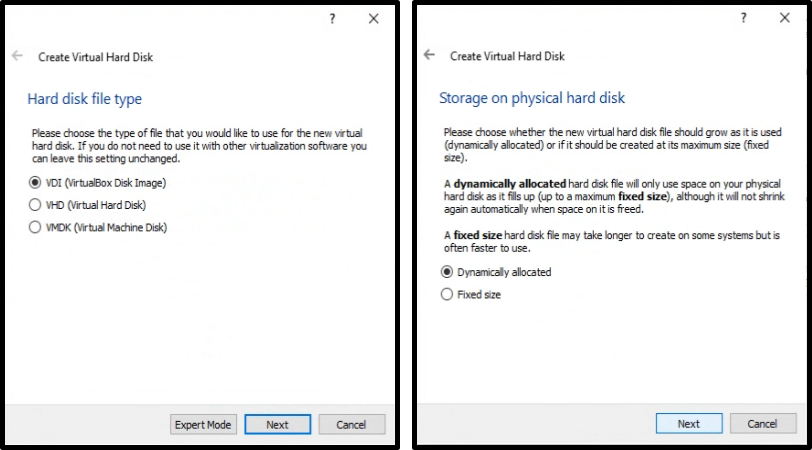 ?
Create Virtual Hard Disk
Hard disk file type
Please choose the type of file that you would like to use for the new virtual
hard disk. If you do not need to use it with other virtualization software you
can leave this setting unchanged.
VDI (VirtualBox Disk Image)
VHD (Virtual Hard Disk)
VMDK (Virtual Machine Disk)
Expert Mode
Next
Cancel
?
Create Virtual Hard Disk
Storage on physical hard disk
Please choose whether the new virtual hard disk file should grow as it is used
(dynamically allocated) or if it should be created at its maximum size (fixed
size).
A dynamically allocated hard disk file will only use space on your physical
hard disk as it fills up (up to a maximum fixed size), although it will not shrink
again automatically when space on it is freed.
A fixed size hard disk file may take longer to create on some systems but is
often faster to use.
Dynamically allocated
Fixed size
Next
Cancel